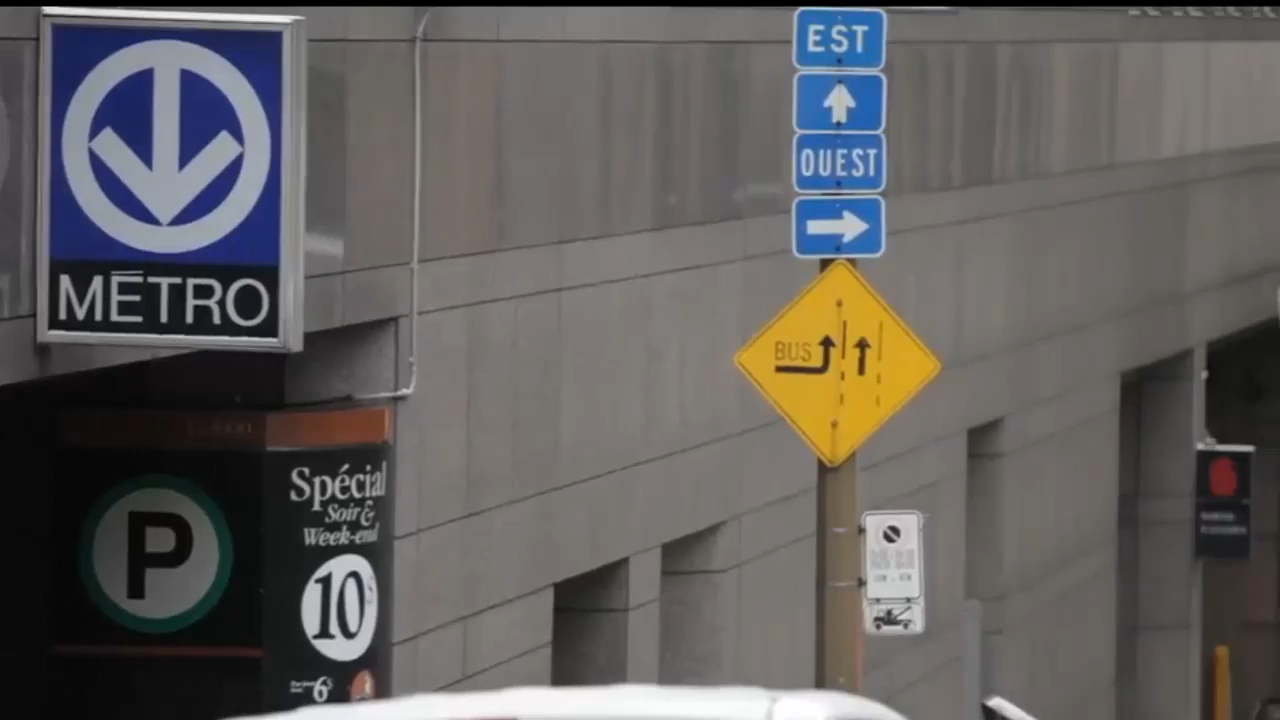 MÉTRO
P
Spécial
Soir &
Week-end
10$
6$
EST
OUEST
BUS